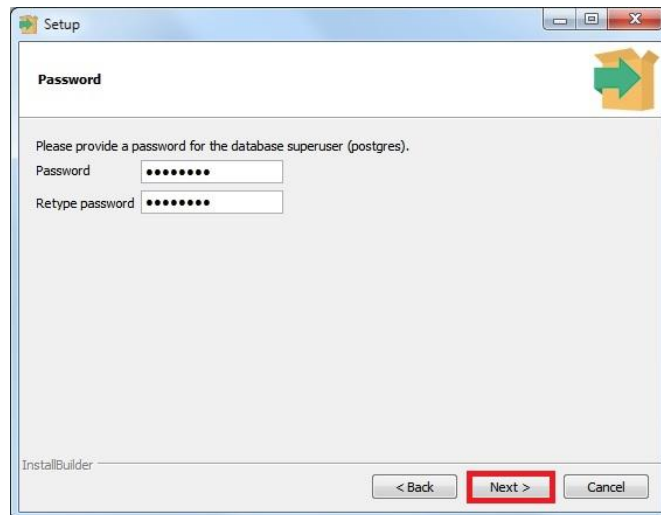 Setup
Password
Please provide a password for the database superuser (postgres).
Password ••••••••
Retype password ••••••••
InstallBuilder
< Back Next > Cancel